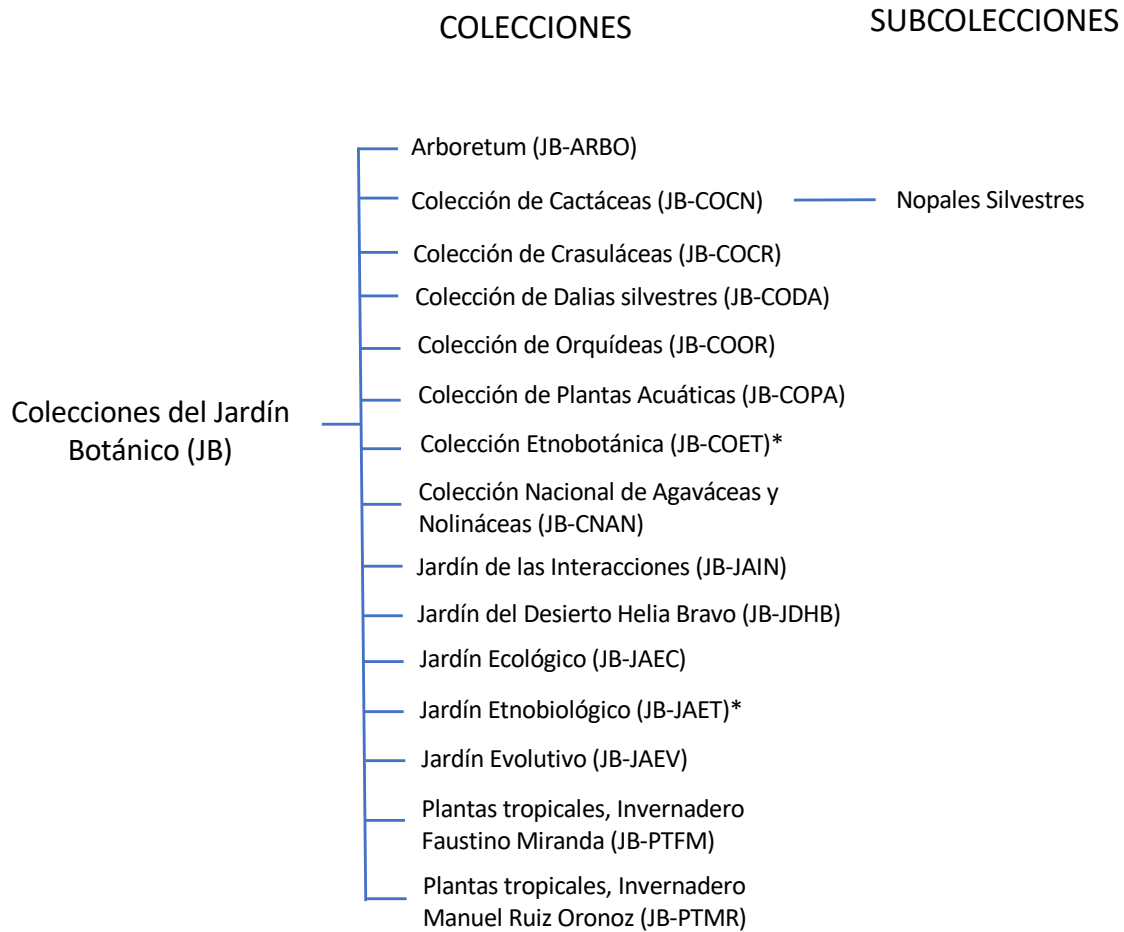 COLECCIONES
SUBCOLECCIONES
Arboretum (JB-ARBO)
Colección de Cactáceas (JB-COCN)
Nopales Silvestres
Colección de Crasuláceas (JB-COCR)
Colección de Dalias silvestres (JB-CODA)
Colección de Orquídeas (JB-COOR)
Colección de Plantas Acuáticas (JB-COPA)
Colecciones del Jardín
Botánico (JB)
Colección Etnobotánica (JB-COET)*
Colección Nacional de Agaváceas y
Nolináceas (JB-CNAN)
Jardín de las Interacciones (JB-JAIN)
Jardín del Desierto Helia Bravo (JB-JDHB)
Jardín Ecológico (JB-JAEC)
Jardín Etnobiológico (JB-JAET)*
Jardín Evolutivo (JB-JAEV)
Plantas tropicales, Invernadero
Faustino Miranda (JB-PTFM)
Plantas tropicales, Invernadero
Manuel Ruiz Oronoz (JB-PTMR)